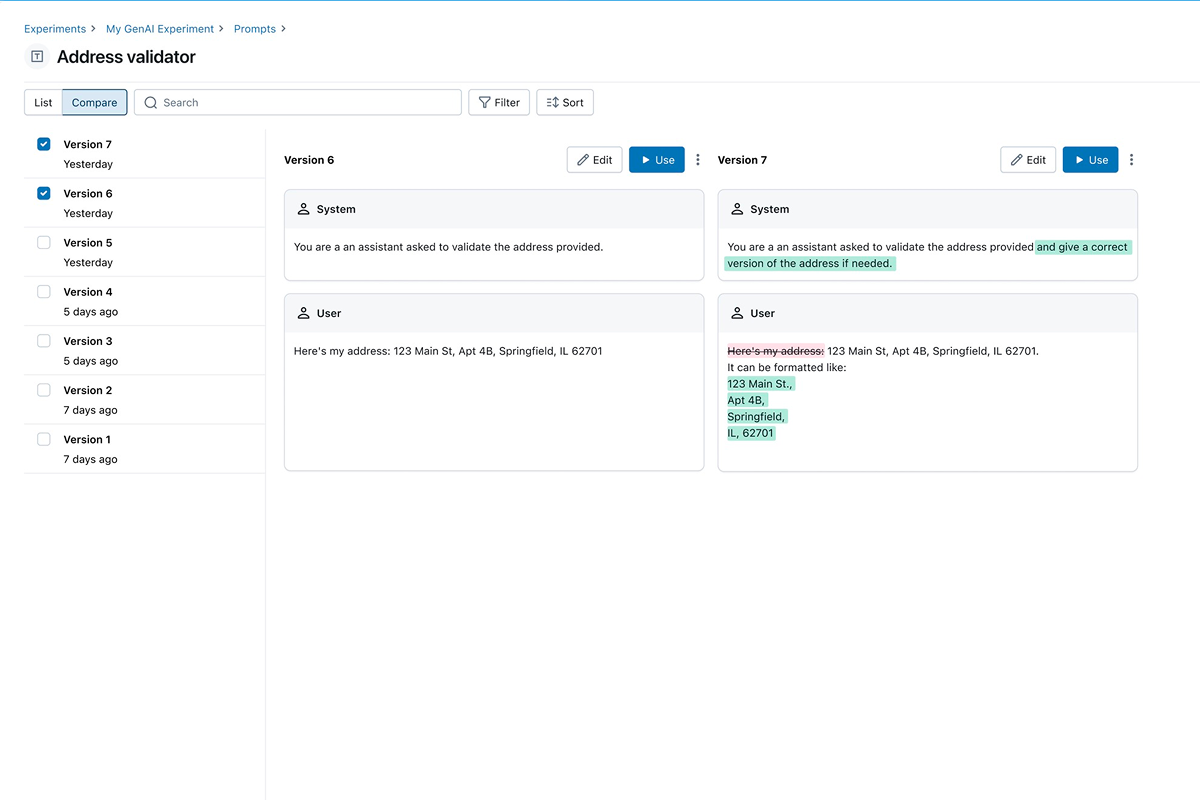 Experiments > My GenAI Experiment > Prompts >
Address validator
List Compare Search Filter Sort
Version 7
Yesterday
Version 6
Yesterday
Version 5
Yesterday
Version 4
5 days ago
Version 3
5 days ago
Version 2
7 days ago
Version 1
7 days ago
Version 6 Edit Use
System
You are a an assistant asked to validate the address provided.
User
Here's my address: 123 Main St, Apt 4B, Springfield, IL 62701
Version 7 Edit Use
System
You are a an assistant asked to validate the address provided and give a correct
version of the address if needed.
User
Here's my address: 123 Main St, Apt 4B, Springfield, IL 62701.
It can be formatted like:
123 Main St.,
Apt 4B,
Springfield,
IL, 62701